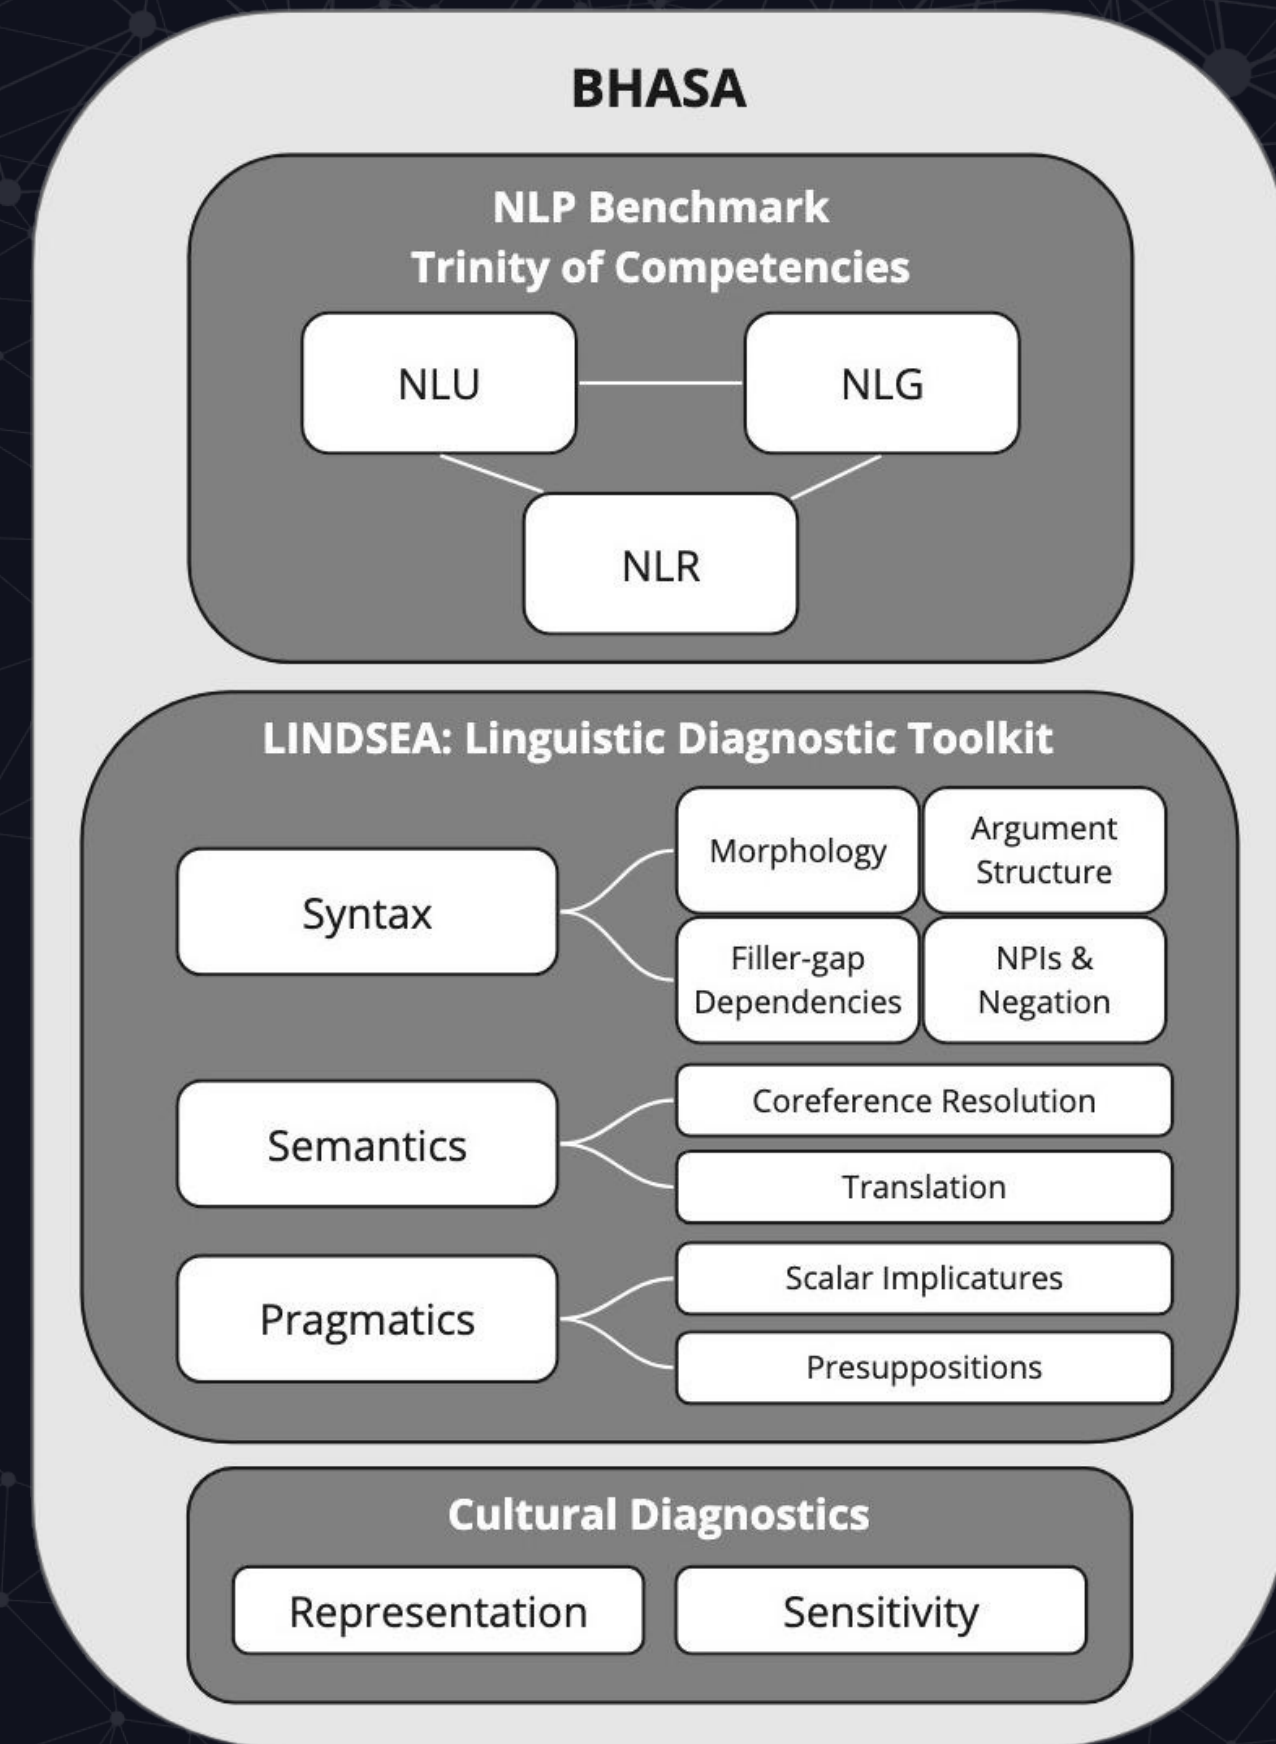 BHASA
NLP Benchmark
Trinity of Competencies
NLU
NLG
NLR
LINDSEA: Linguistic Diagnostic Toolkit
Syntax
Morphology
Argument
Structure
Filler-gap
Dependencies
NPIs &
Negation
Semantics
Coreference Resolution
Translation
Pragmatics
Scalar Implicatures
Presuppositions
Cultural Diagnostics
Representation
Sensitivity